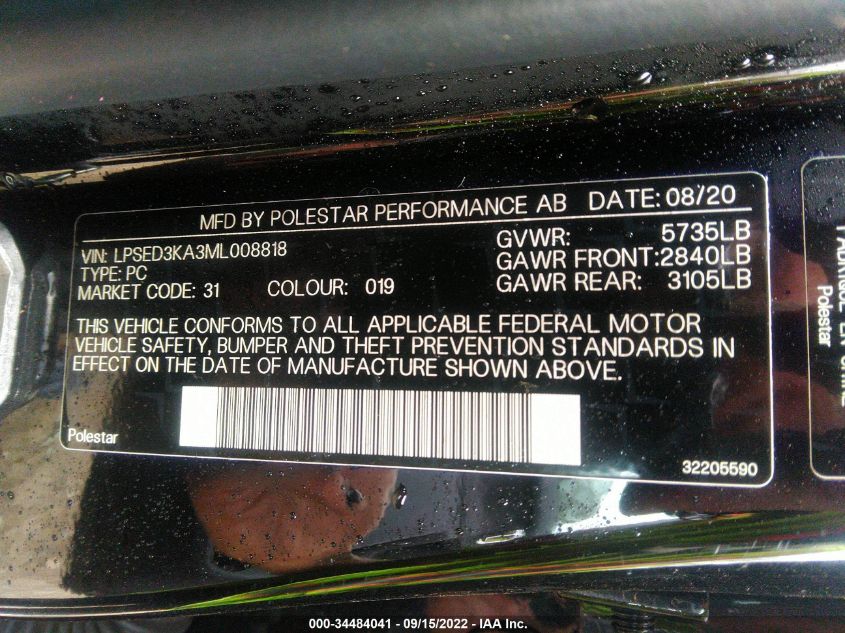 MFD BY POLESTAR PERFORMANCE AB DATE: 08/20
VIN: LPSED3KA3ML008818
TYPE: PC
MARKET CODE: 31 COLOUR: 019
GVWR: 5735LB
GAWR FRONT: 2840LB
GAWR REAR: 3105LB
THIS VEHICLE CONFORMS TO ALL APPLICABLE FEDERAL MOTOR
VEHICLE SAFETY, BUMPER AND THEFT PREVENTION STANDARDS IN
EFFECT ON THE DATE OF MANUFACTURE SHOWN ABOVE.
Polestar
32205590
Polestar
000-34484041 - 09/15/2022 - IAA Inc.